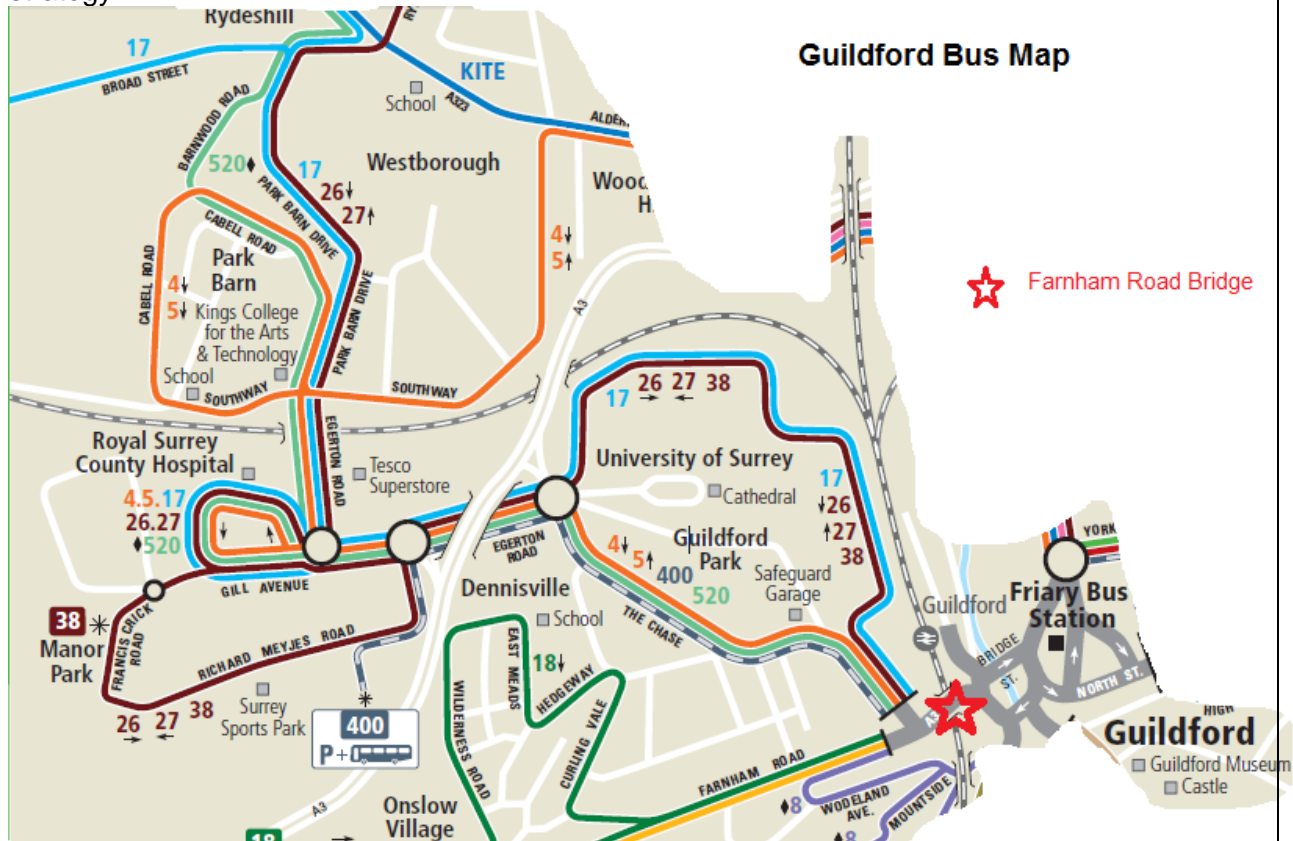 Strategy
Rydeshill
RY
Guildford Bus Map
17
BROAD STREET
KITE
A323
School
ALDER
BARNWOOD ROAD
520♦
17
26↓
27↑
PARK BARN DRIVE
Westborough
Wood
H
CABELL ROAD
Park
Barn
CABELL ROAD
4↓
5↓
Kings College
for the Arts
& Technology
School
SOUTHWAY
PARK BARN DRIVE
SOUTHWAY
4↓
5↑
A3
Farnham Road Bridge
17
26
→
27
←
38
Royal Surrey
County Hospital
EGERTON ROAD
Tesco
Superstore
4.5.17
26.27
♦520
GILL AVENUE
EGERTON
ROAD
University of Surrey
Cathedral
17
↓26
↑27
38
4↓
5↑
400
520
Guildford
Park
Safeguard
Garage
THE CHASE
Dennisville
School
YORK
Guildford
Friary Bus
Station
BRIDGE
ST.
NORTH ST.
HIGH
Guildford
Guildford Museum
Castle
A3
38
Manor
Park
FRANCIS CRICK
ROAD
RICHARD MEYJES ROAD
26
→
27
←
38
Surrey
Sports Park
400
P+
EAST MEADS
18↓
HEDGEWAY
WILDERNESS ROAD
CURLING VALE
FARNHAM ROAD
♦8
WODELAND
AVE.
MOUNTSIDE
♦8
A3
Onslow
Village
18